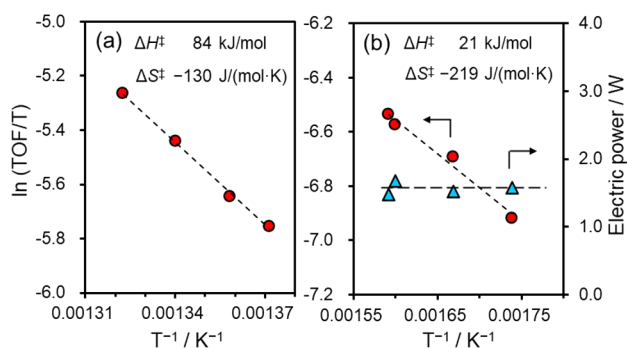 (a)
ΔH‡ 84 kJ/mol
ΔS‡ −130 J/(mol·K)
-5.0
-5.2
-5.4
-5.6
-5.8
-6.0
ln (TOF/T)
0.00131
0.00134
0.00137
T⁻¹ / K⁻¹
(b)
ΔH‡ 21 kJ/mol
ΔS‡ −219 J/(mol·K)
-6.2
-6.4
-6.6
-6.8
-7.0
-7.2
4.0
3.0
2.0
1.0
0.0
Electric power / W
0.00155
0.00165
0.00175
T⁻¹ / K⁻¹